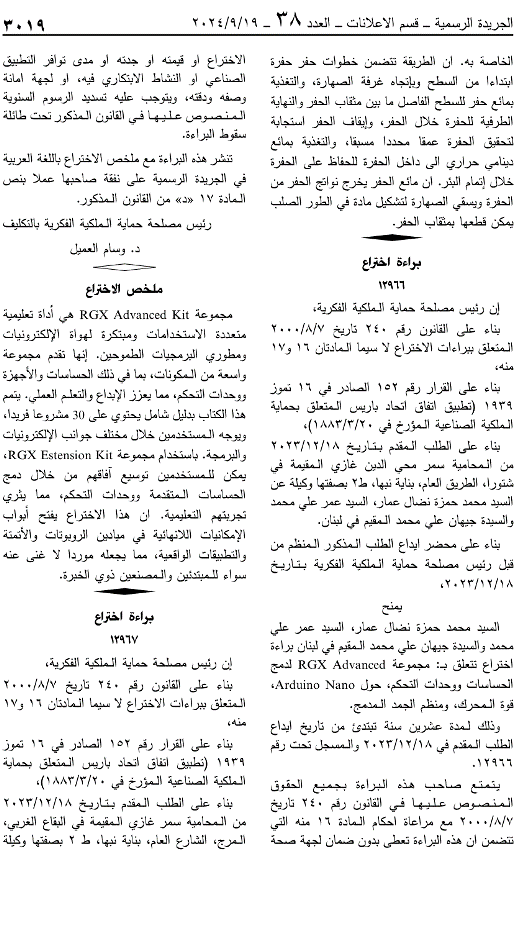 الجريدة الرسمية – قسم الاعلانات – العدد ٣٨ – ٢٠٢٤/٩/١٩
٣٠١٩
الخاصة به. ان الطريقة تتضمن خطوات حفر حفرة
ابتداءا من السطح وبإتجاه غرفة الصهارة، والتغذية
بمائع حفر للسطح الفاصل ما بين مثقاب الحفر والنهاية
الطرفية للحفرة خلال الحفر، وإيقاف الحفر استجابة
لتحقيق الحفرة عمقا محددا مسبقا، والتغذية بمائع
دينامي حراري الى داخل الحفرة للحفاظ على الحفرة
خلال إتمام البئر. ان مائع الحفر يخرج نواتج الحفر من
الحفرة ويسقي الصهارة لتشكيل مادة في الطور الصلب
يمكن قطعها بمثقاب الحفر.
براءة اختراع
١٢٩٦٦
إن رئيس مصلحة حماية الملكية الفكرية،
بناء على القانون رقم ٢٤٠ تاريخ ٢٠٠٠/٨/٧
المتعلق ببراءات الاختراع لا سيما المادتان ١٦ و١٧
منه،
بناء على القرار رقم ١٥٢ الصادر في ١٦ تموز
١٩٣٩ (تطبيق اتفاق اتحاد باريس المتعلق بحماية
الملكية الصناعية المؤرخ في ١٨٨٣/٣/٢٠)،
بناء على الطلب المقدم بتاريخ ٢٠٢٣/١٢/١٨
من المحامية سمر محي الدين غازي المقيمة في
شتورا، الطريق العام، بناية نبها، ط٢ بصفتها وكيلة عن
السيد محمد حمزة نضال عمار، السيد عمر علي محمد
والسيدة جيهان علي محمد المقيم في لبنان.
بناء على محضر ايداع الطلب المذكور المنظم من
قبل رئيس مصلحة حماية الملكية الفكرية بتاريخ
٢٠٢٣/١٢/١٨،
يمنح
السيد محمد حمزة نضال عمار، السيد عمر علي
محمد والسيدة جيهان علي محمد المقيم في لبنان براءة
اختراع تتعلق بـ: مجموعة RGX Advanced لدمج
الحساسات ووحدات التحكم، حول Arduino Nano،
قوة المحرك، ومنظم الجمد المدمج.
وذلك لمدة عشرين سنة تبتدئ من تاريخ ايداع
الطلب المقدم في ٢٠٢٣/١٢/١٨ والمسجل تحت رقم
١٢٩٦٦.
يتمتع صاحب هذه البراءة بجميع الحقوق
المنصوص عليها في القانون رقم ٢٤٠ تاريخ
٢٠٠٠/٨/٧ مع مراعاة احكام المادة ١٦ منه التي
تتضمن ان هذه البراءة تعطى بدون ضمان لجهة صحة
الاختراع او قيمته او جدته او مدى توافر التطبيق
الصناعي او النشاط الابتكاري فيه، او لجهة امانة
وصفه ودقته، ويتوجب عليه تسديد الرسوم السنوية
المنصوص عليها في القانون المذكور تحت طائلة
سقوط البراءة.
تنشر هذه البراءة مع ملخص الاختراع باللغة العربية
في الجريدة الرسمية على نفقة صاحبها عملا بنص
المادة ١٧ «د» من القانون المذكور.
رئيس مصلحة حماية الملكية الفكرية بالتكليف
د. وسام العميل
ملخص الاختراع
مجموعة RGX Advanced Kit هي أداة تعليمية
متعددة الاستخدامات ومبتكرة لهواة الإلكترونيات
ومطوري البرمجيات الطموحين. إنها تقدم مجموعة
واسعة من المكونات، بما في ذلك الحساسات والأجهزة
ووحدات التحكم، مما يعزز الإبداع والتعلم العملي. يتمم
هذا الكتاب بدليل شامل يحتوي على 30 مشروعا فريدا،
ويوجه المستخدمين خلال مختلف جوانب الإلكترونيات
والبرمجة. باستخدام مجموعة RGX Estension Kit،
يمكن للمستخدمين توسيع آفاقهم من خلال دمج
الحساسات المتقدمة ووحدات التحكم، مما يثري
تجربتهم التعليمية. ان هذا الاختراع يفتح أبواب
الإمكانيات اللانهائية في ميادين الروبوتات والأتمتة
والتطبيقات الواقعية، مما يجعله موردا لا غنى عنه
سواء للمبتدئين والمصنعين ذوي الخبرة.
براءة اختراع
١٢٩٦٧
إن رئيس مصلحة حماية الملكية الفكرية،
بناء على القانون رقم ٢٤٠ تاريخ ٢٠٠٠/٨/٧
المتعلق ببراءات الاختراع لا سيما المادتان ١٦ و١٧
منه،
بناء على القرار رقم ١٥٢ الصادر في ١٦ تموز
١٩٣٩ (تطبيق اتفاق اتحاد باريس المتعلق بحماية
الملكية الصناعية المؤرخ في ١٨٨٣/٣/٢٠)،
بناء على الطلب المقدم بتاريخ ٢٠٢٣/١٢/١٨
من المحامية سمر غازي المقيمة في البقاع الغربي،
المرج، الشارع العام، بناية نبها، ط ٢ بصفتها وكيلة